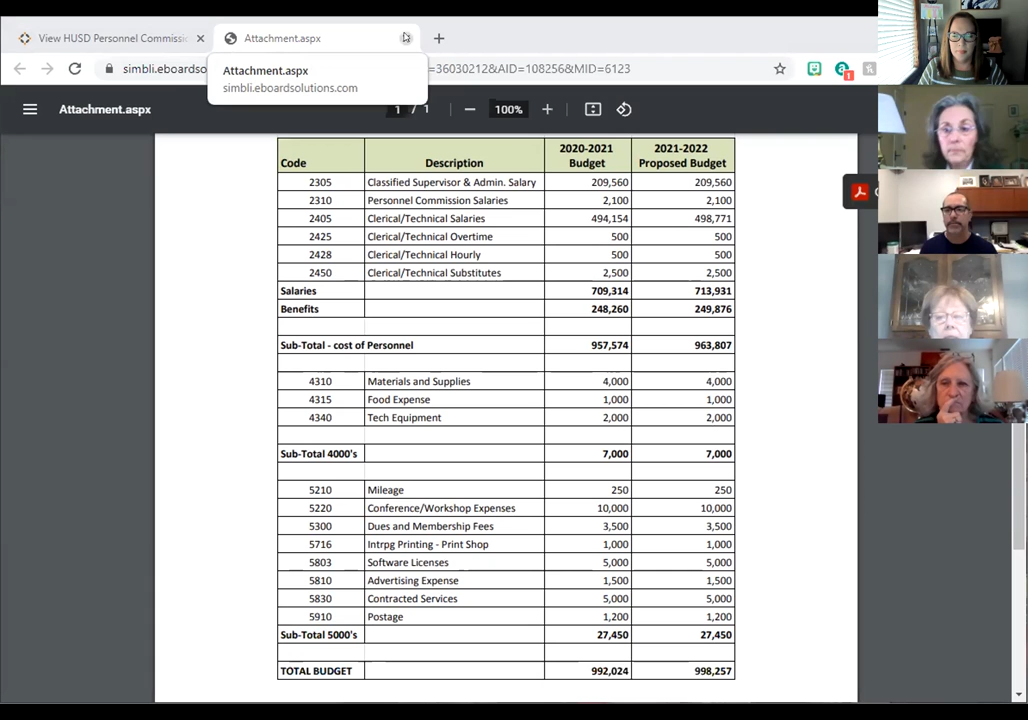 View HUSD Personnel Commissi
Attachment.aspx
Attachment.aspx
simbli.eboardsolutions.com
simbli.eboardso
=36030212&AID=108256&MID=6123
1
Attachment.aspx
1 / 1
100%
Code Description 2020-2021 Budget 2021-2022 Proposed Budget
2305 Classified Supervisor & Admin. Salary 209,560 209,560
2310 Personnel Commission Salaries 2,100 2,100
2405 Clerical/Technical Salaries 494,154 498,771
2425 Clerical/Technical Overtime 500 500
2428 Clerical/Technical Hourly 500 500
2450 Clerical/Technical Substitutes 2,500 2,500
Salaries 709,314 713,931
Benefits 248,260 249,876
Sub-Total - cost of Personnel 957,574 963,807
4310 Materials and Supplies 4,000 4,000
4315 Food Expense 1,000 1,000
4340 Tech Equipment 2,000 2,000
Sub-Total 4000's 7,000 7,000
5210 Mileage 250 250
5220 Conference/Workshop Expenses 10,000 10,000
5300 Dues and Membership Fees 3,500 3,500
5716 Intrpg Printing - Print Shop 1,000 1,000
5803 Software Licenses 5,000 5,000
5810 Advertising Expense 1,500 1,500
5830 Contracted Services 5,000 5,000
5910 Postage 1,200 1,200
Sub-Total 5000's 27,450 27,450
TOTAL BUDGET 992,024 998,257